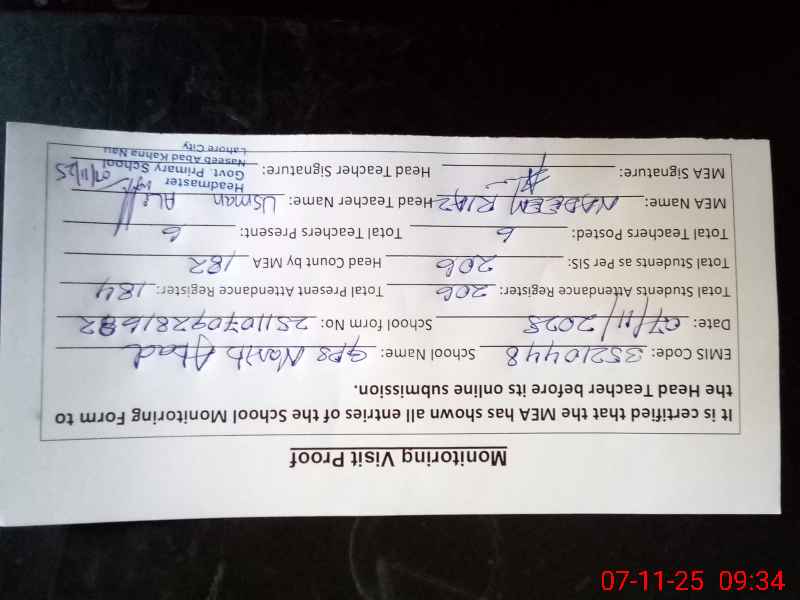 Monitoring Visit Proof
It is certified that the MEA has shown all entries of the School Monitoring Form to
the Head Teacher before its online submission.
EMIS Code: 35210448 School Name: GPS Nasib Abad
Date: 07/11/2025 School form No:
Total Students Attendance Register: 206 Total Present Attendance Register: 184
Total Students as Per SIS: 206 Head Count by MEA 182
Total Teachers Posted: 6 Total Teachers Present: 6
MEA Name: NADEEM RIAZ Head Teacher Name: USMAN ALI
MEA Signature: Head Teacher Signature: 07/11/25
Headmaster
Govt. Primary School
Naseeb Abad Kahna Nau
Lahore City
07-11-25 09:34